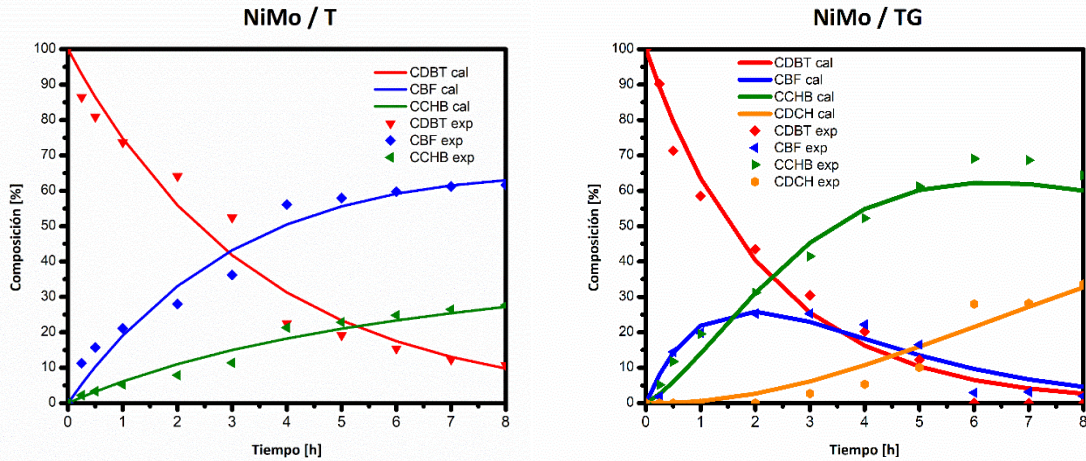 NiMo / T
CDBT cal
CBF cal
CCHB cal
CDBT exp
CBF exp
CCHB exp
Composición [%]
100
90
80
70
60
50
40
30
20
10
0
0 1 2 3 4 5 6 7 8
Tiempo [h]
NiMo / TG
CDBT cal
CBF cal
CCHB cal
CDCH cal
CDBT exp
CBF exp
CCHB exp
CDCH exp
Composición [%]
100
90
80
70
60
50
40
30
20
10
0
0 1 2 3 4 5 6 7 8
Tiempo [h]